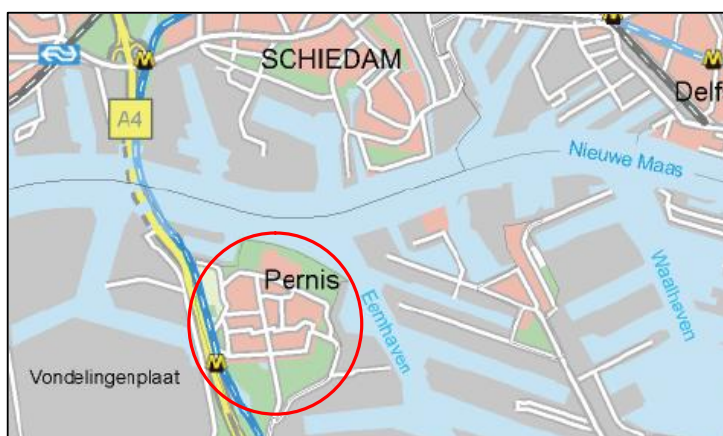 SCHIEDAM
Delf
A4
Nieuwe Maas
Pernis
Eemhaven
Waalhaven
Vondelingenplaat
M
M
M
M